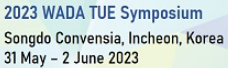 2023 WADA TUE Symposium
Songdo Convensia, Incheon, Korea
31 May – 2 June 2023